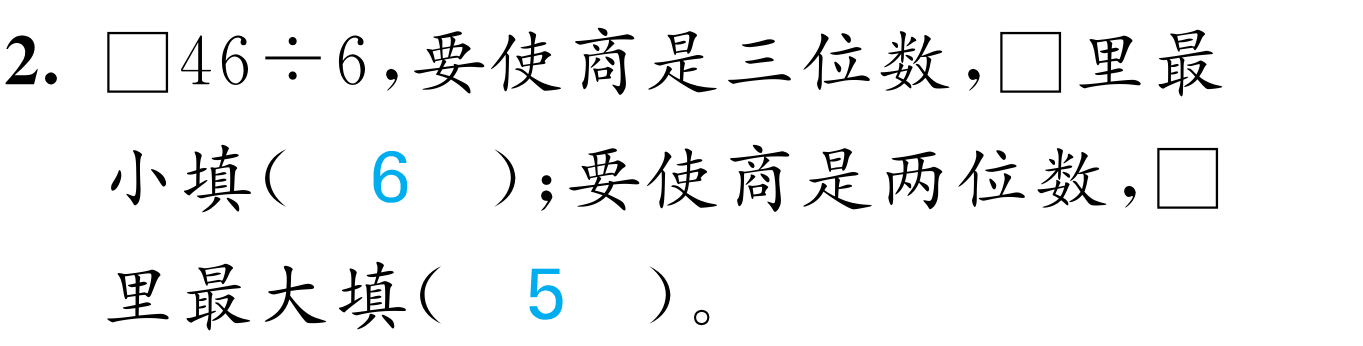 2. □46÷6,要使商是三位数,□里最
小填( 6 );要使商是两位数,□
里最大填( 5 )。